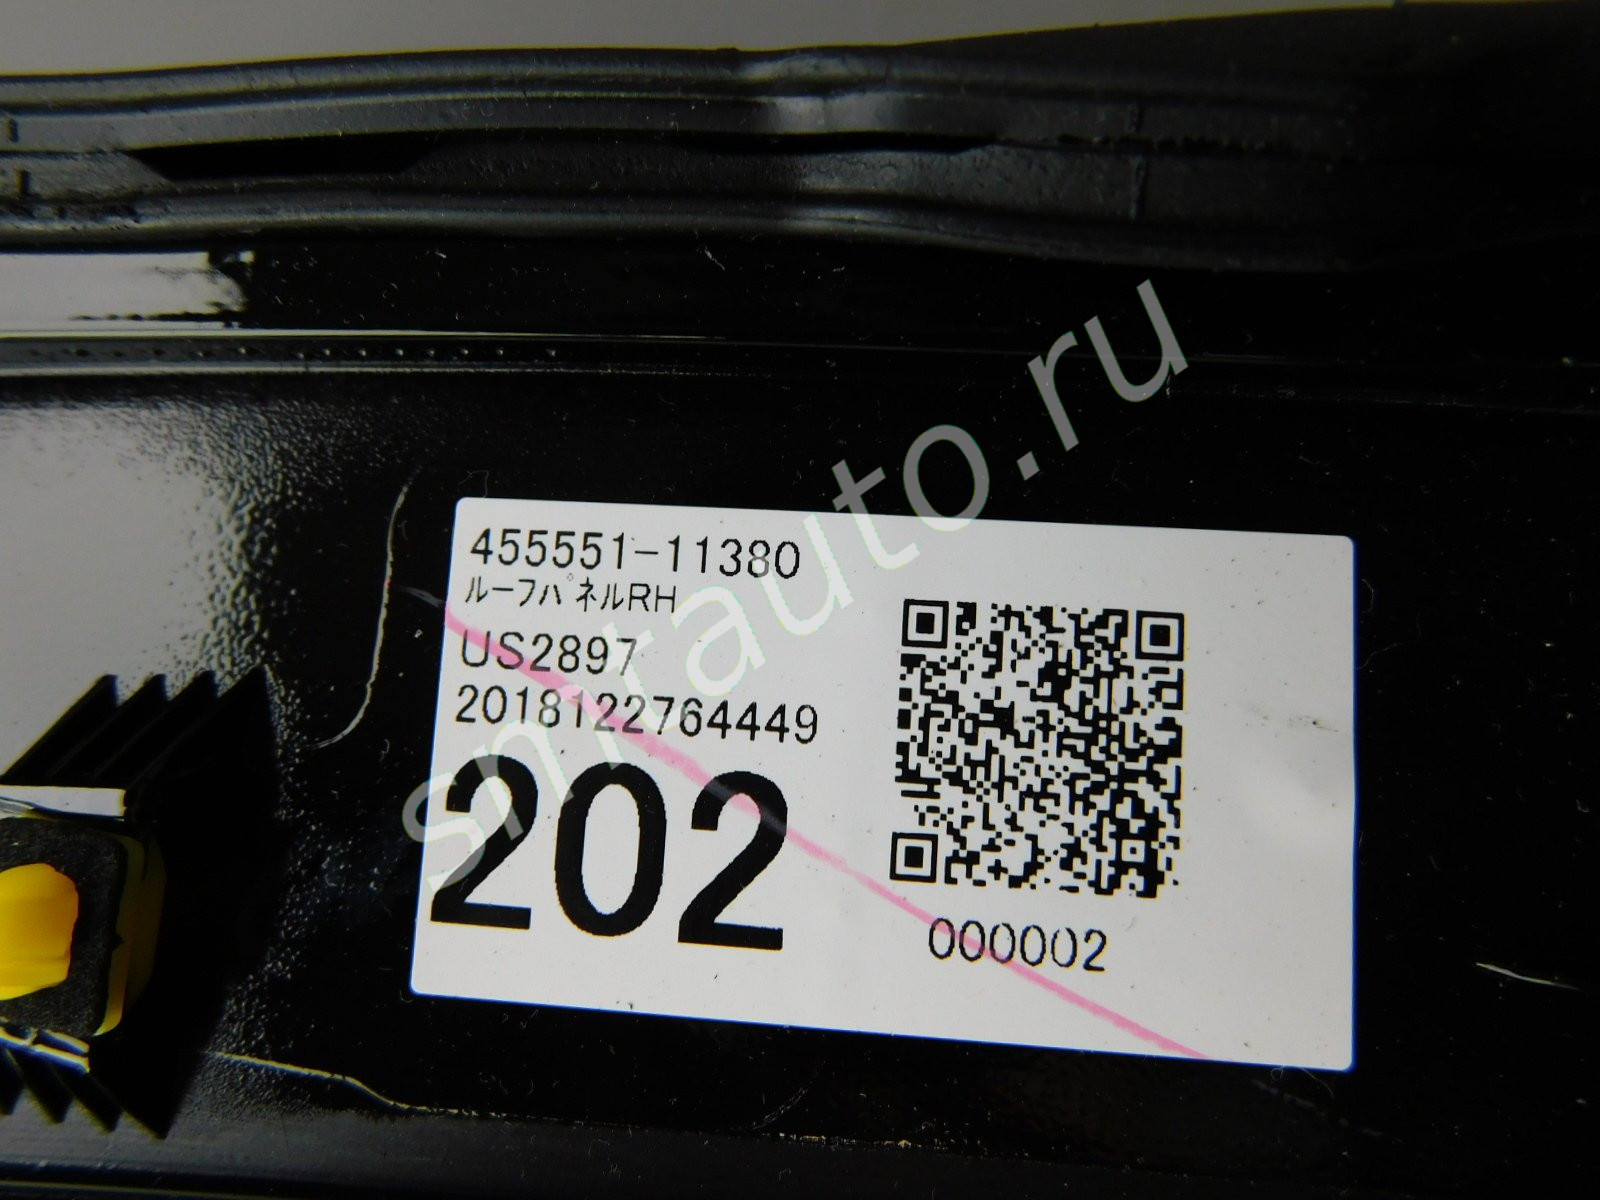 455551-11380
ﾙｰﾌﾊﾟﾈﾙRH
US2897
2018122764449
202
000002
smrauto.ru